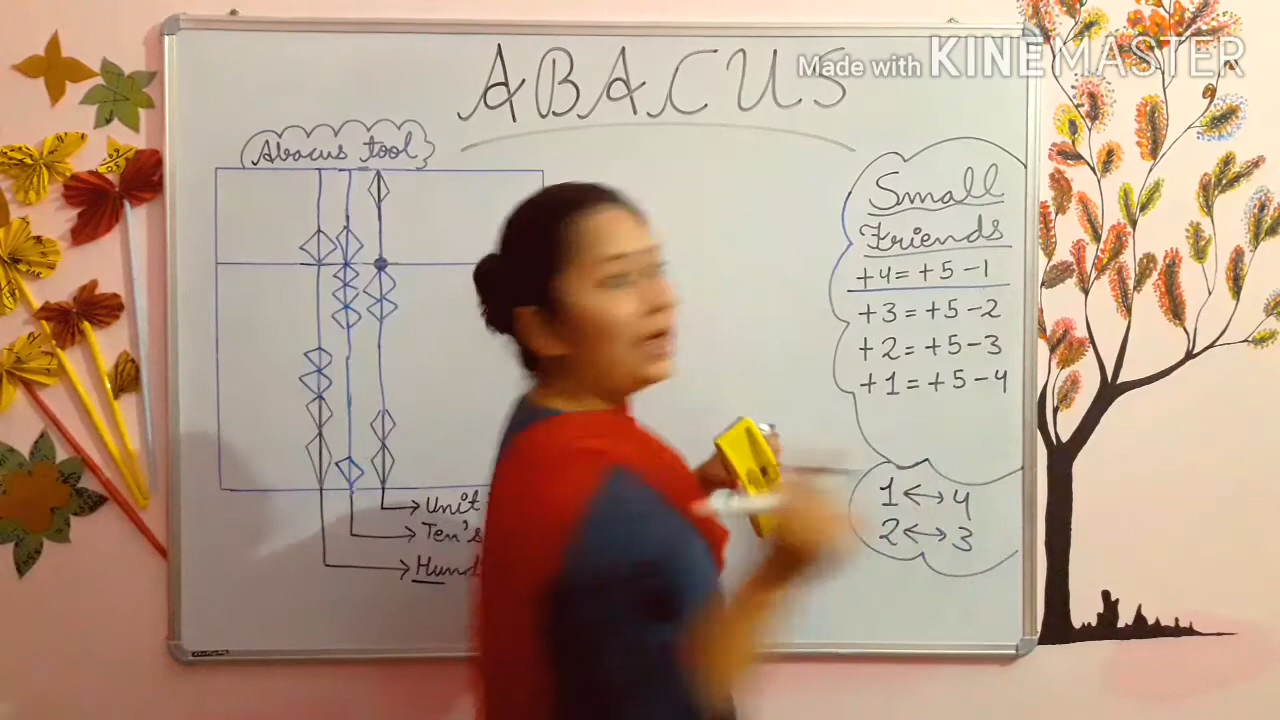 Made with KINEMASTER
ABACUS
Abacus tool
Small
Friends
+4=+5-1
+3=+5-2
+2=+5-3
+1=+5-4
1↔4
2↔3
Unit
Ten's